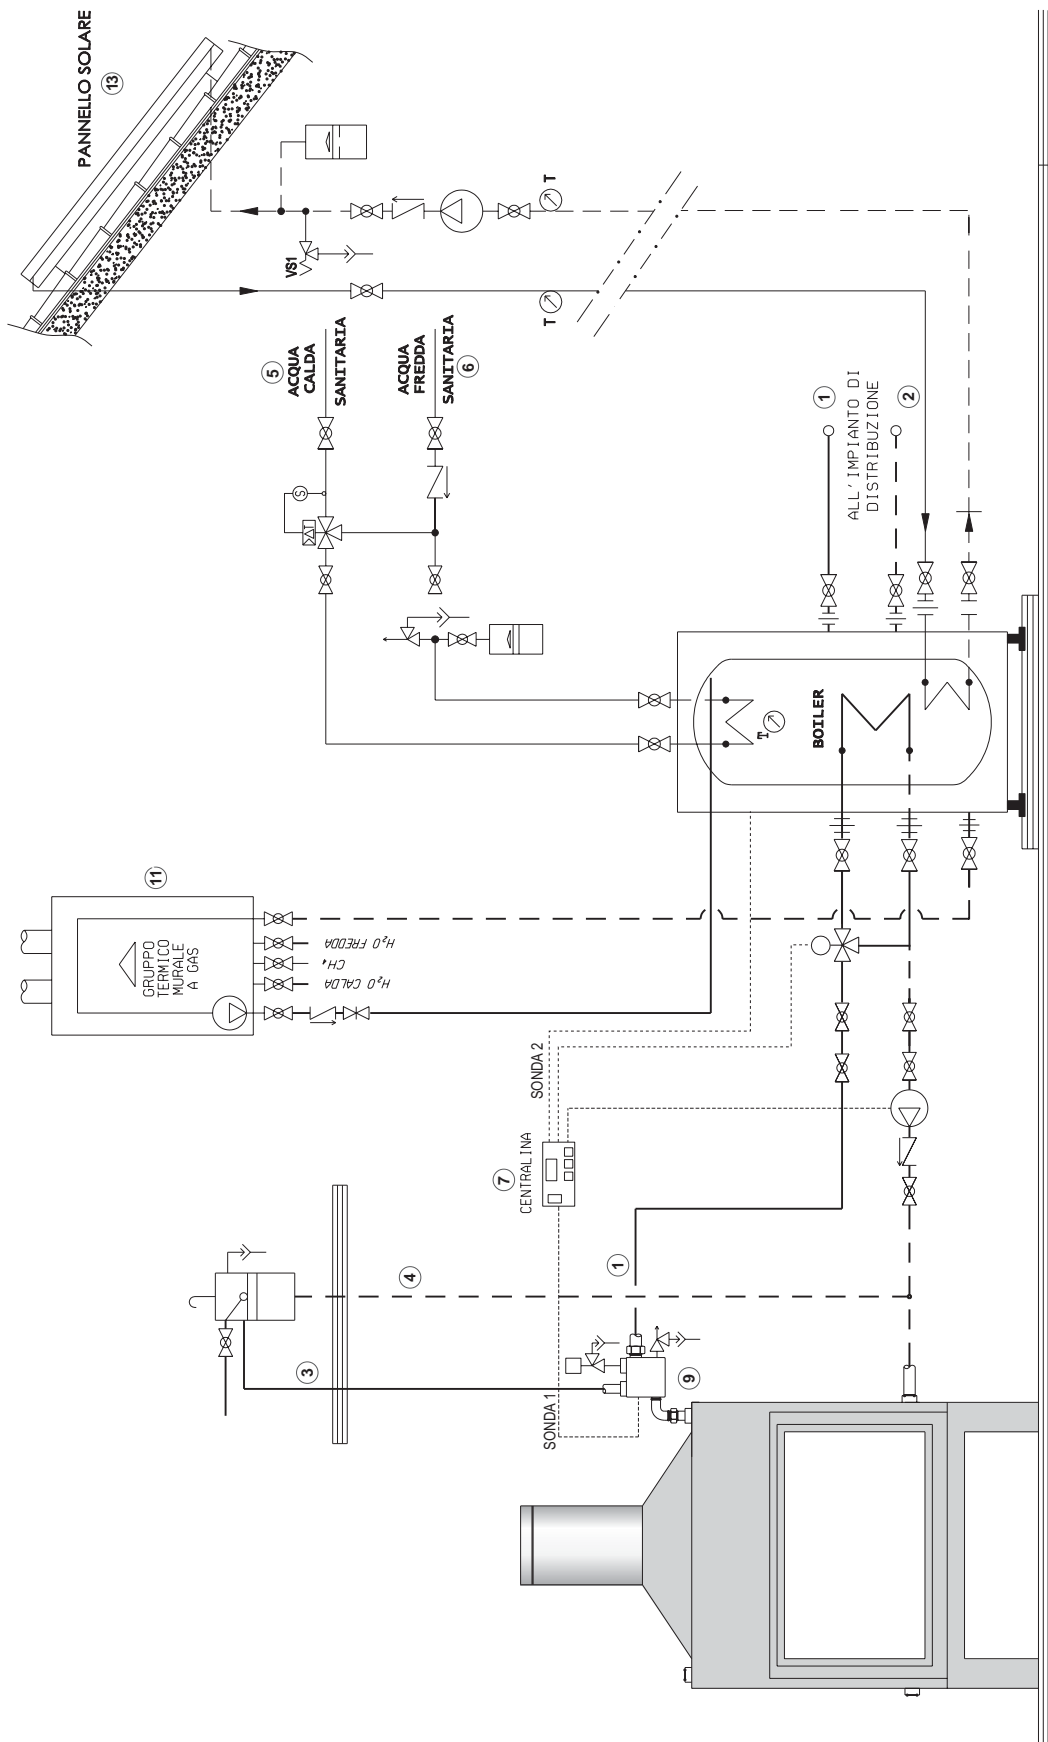 PANNELLO SOLARE
13
VS1
T
T
5
ACQUA
CALDA
SANITARIA
ACQUA
FREDDA
SANITARIA
6
S
ΔT
1
ALL'IMPIANTO DI
DISTRIBUZIONE
2
BOILER
T
11
GRUPPO
TERMICO
MURALE
A GAS
H₂O FREDDA
CH₄
H₂O CALDA
SONDA 2
7
CENTRALINA
4
3
1
SONDA 1
9